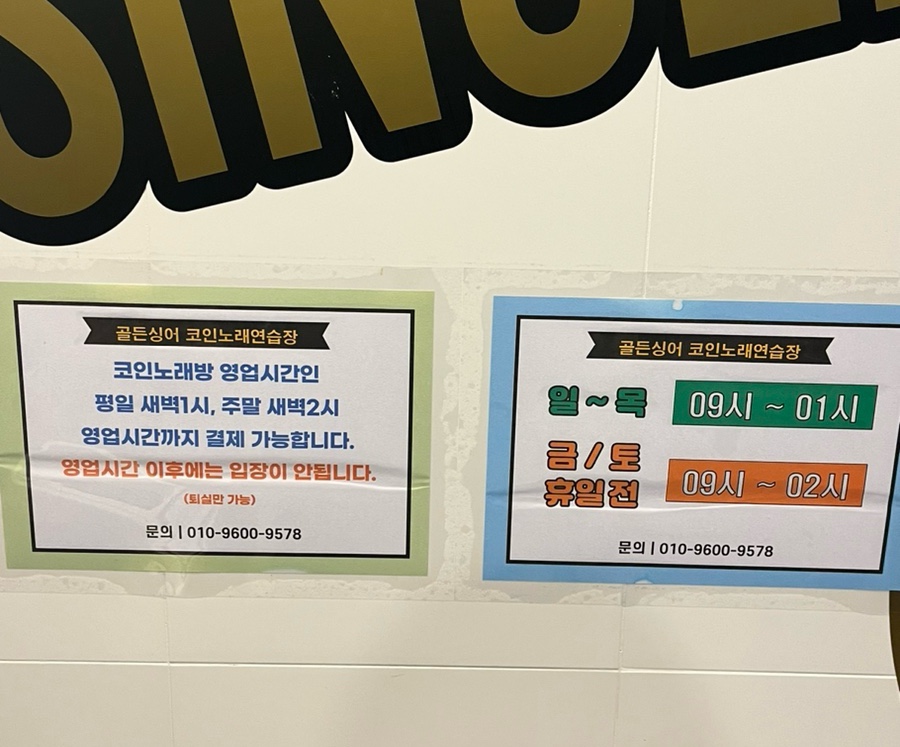 SINGE
골든싱어 코인노래연습장
코인노래방 영업시간인
평일 새벽1시, 주말 새벽2시
영업시간까지 결제 가능합니다.
영업시간 이후에는 입장이 안됩니다.
(퇴실만 가능)
문의 | 010-9600-9578
골든싱어 코인노래연습장
일 ~ 목 09시 ~ 01시
금 / 토
휴일전 09시 ~ 02시
문의 | 010-9600-9578